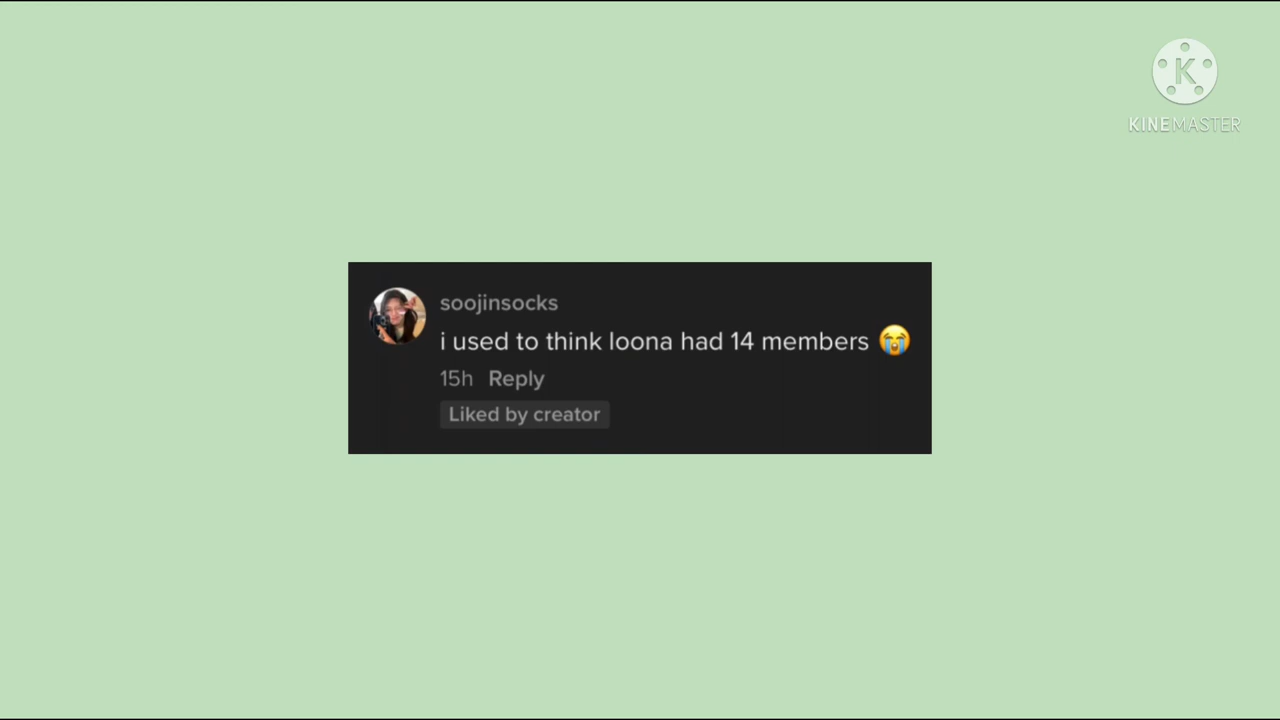 KINEMASTER
soojinsocks
i used to think loona had 14 members 😭
15h Reply
Liked by creator